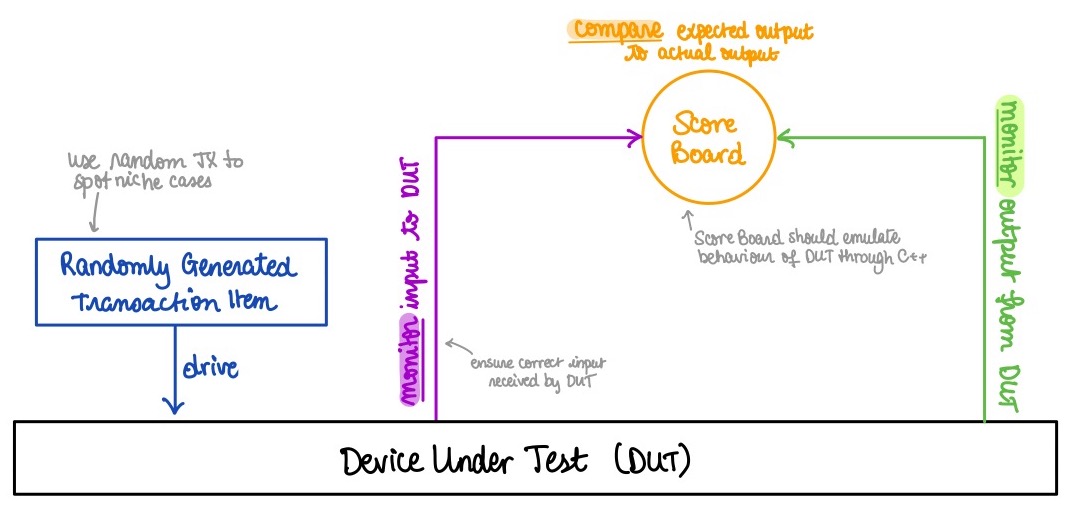 Compare expected output
to actual output
Score
Board
use random TX to
spot niche cases
Randomly Generated
Transaction Item
drive
monitor input to DUT
ensure correct input
received by DUT
Score Board should emulate
behaviour of DUT through C++
monitor output from DUT
Device Under Test (DUT)